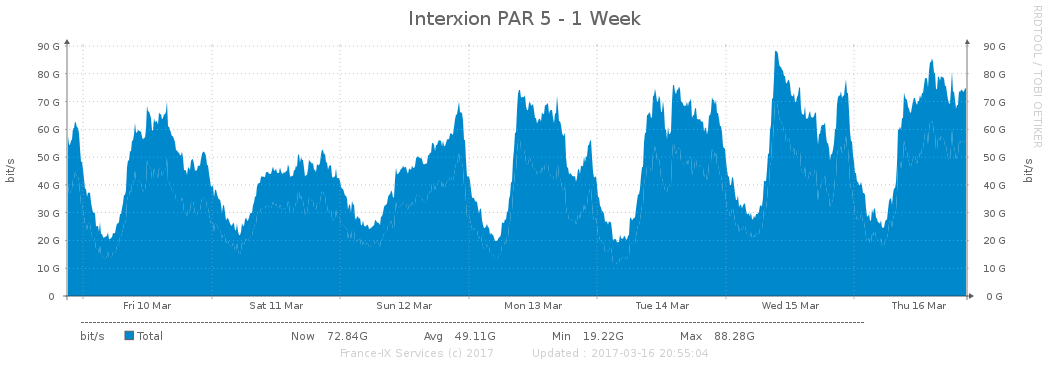 Interxion PAR 5 - 1 Week
RRDTOOL / TOBI OETIKER
bit/s
90 G 90 G
80 G 80 G
70 G 70 G
60 G 60 G
50 G 50 G
40 G 40 G
30 G 30 G
20 G 20 G
10 G 10 G
0 0 G
bit/s
Fri 10 Mar Sat 11 Mar Sun 12 Mar Mon 13 Mar Tue 14 Mar Wed 15 Mar Thu 16 Mar
bit/s Total Now 72.84G Avg 49.11G Min 19.22G Max 88.28G
France-IX Services (c) 2017 Updated : 2017-03-16 20:55:04